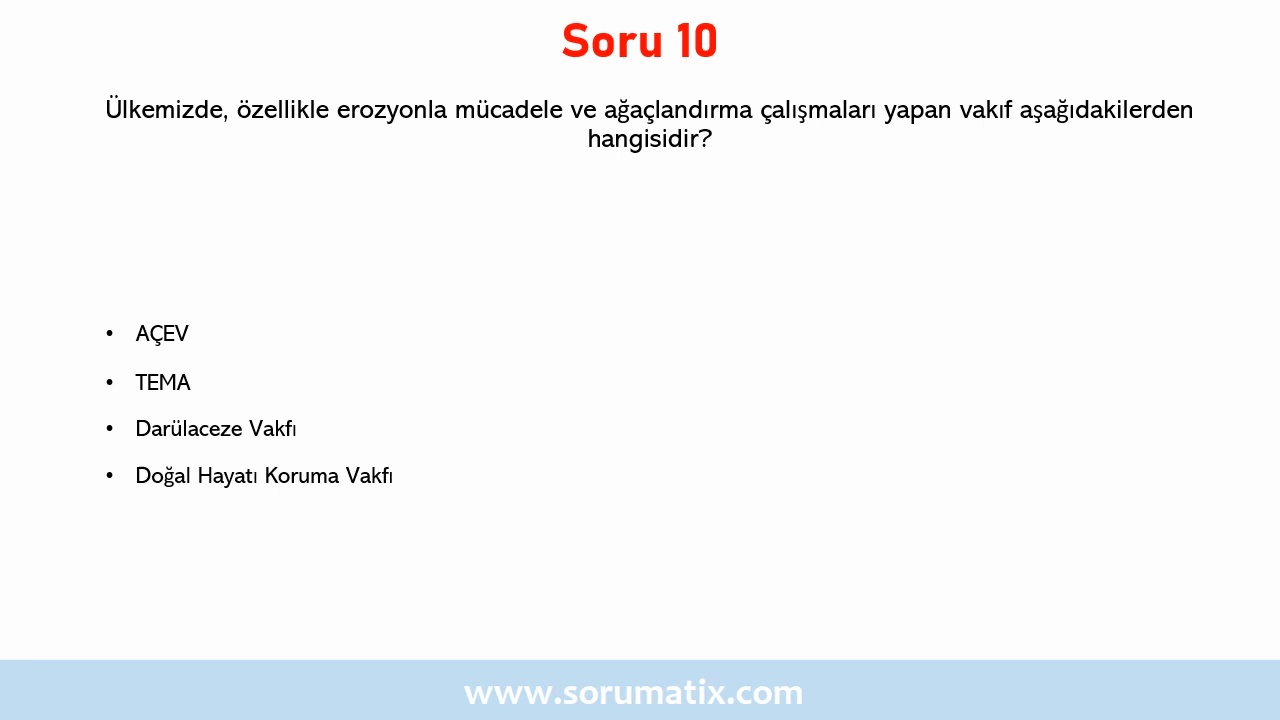 Soru 10
Ülkemizde, özellikle erozyonla mücadele ve ağaçlandırma çalışmaları yapan vakıf aşağıdakilerden
hangisidir?
• AÇEV
• TEMA
• Darülaceze Vakfı
• Doğal Hayatı Koruma Vakfı
www.sorumatix.com